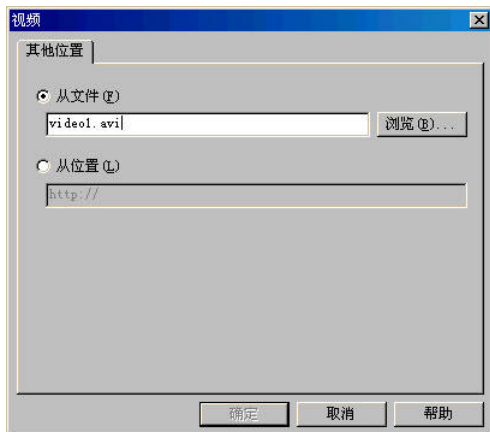 视频
其他位置
从文件(F)
video1.avi
浏览(B)...
从位置(L)
http://
确定
取消
帮助